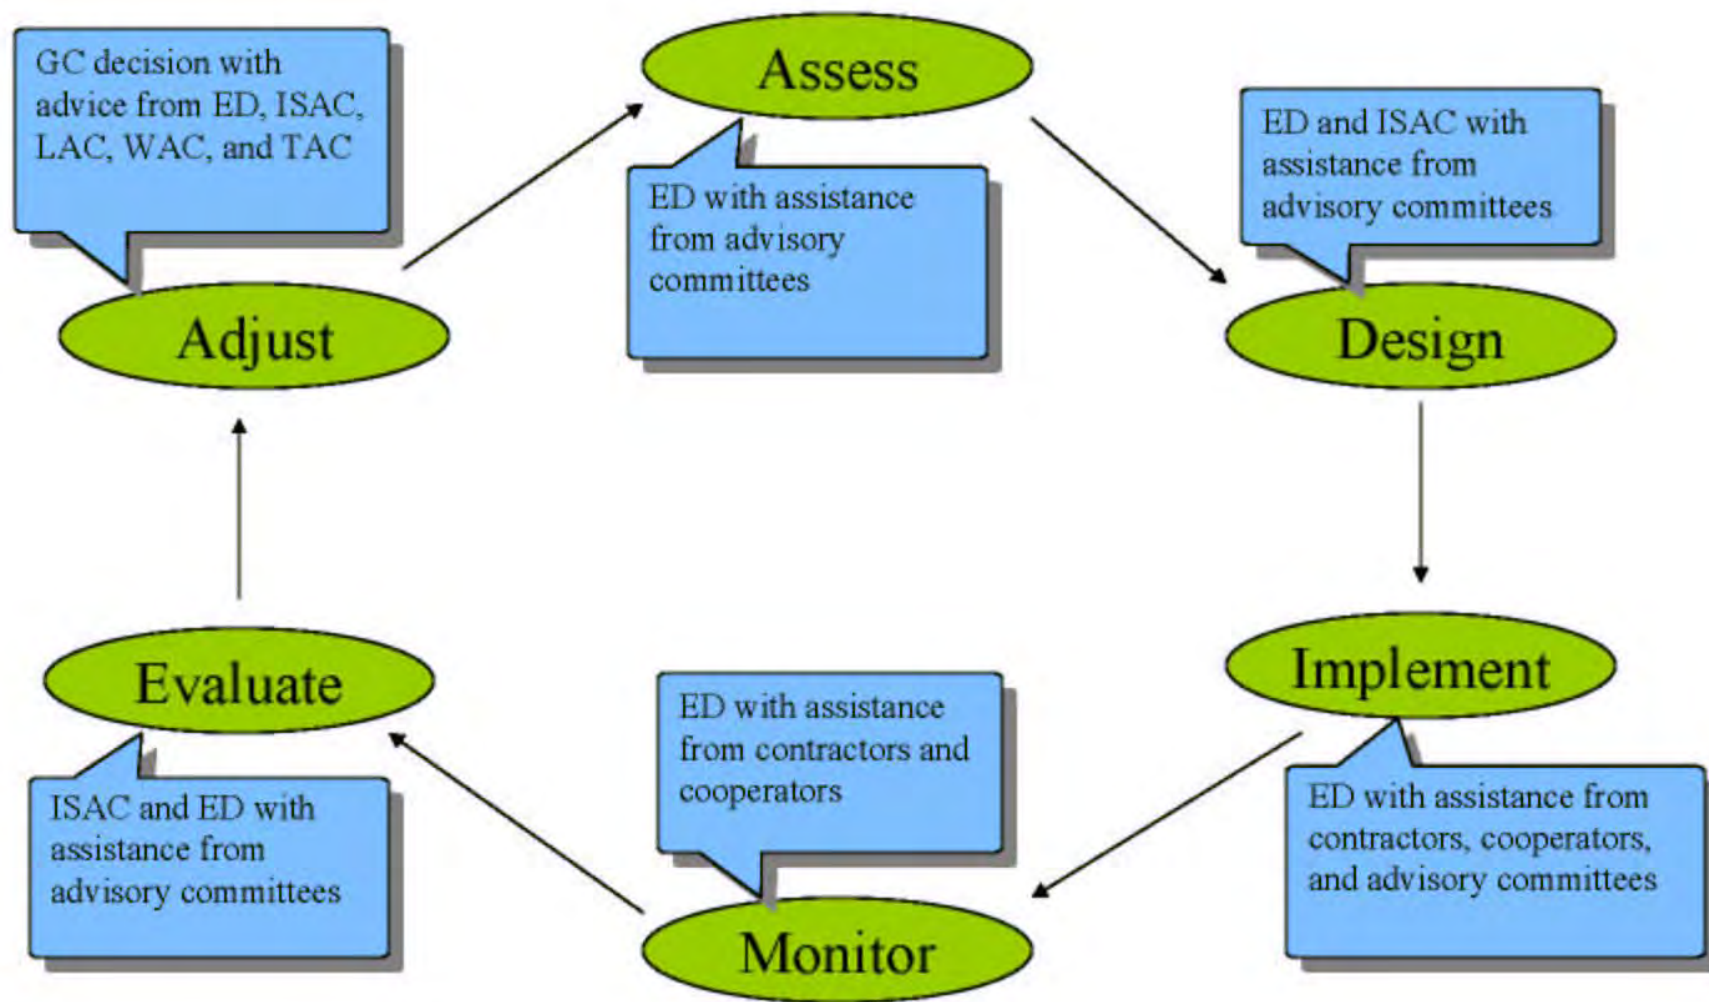 GC decision with
advice from ED, ISAC,
LAC, WAC, and TAC
Assess
ED and ISAC with
assistance from
advisory committees
ED with assistance
from advisory
committees
Adjust
Design
Evaluate
Implement
ED with assistance
from contractors and
cooperators
ISAC and ED with
assistance from
advisory committees
ED with assistance from
contractors, cooperators,
and advisory committees
Monitor